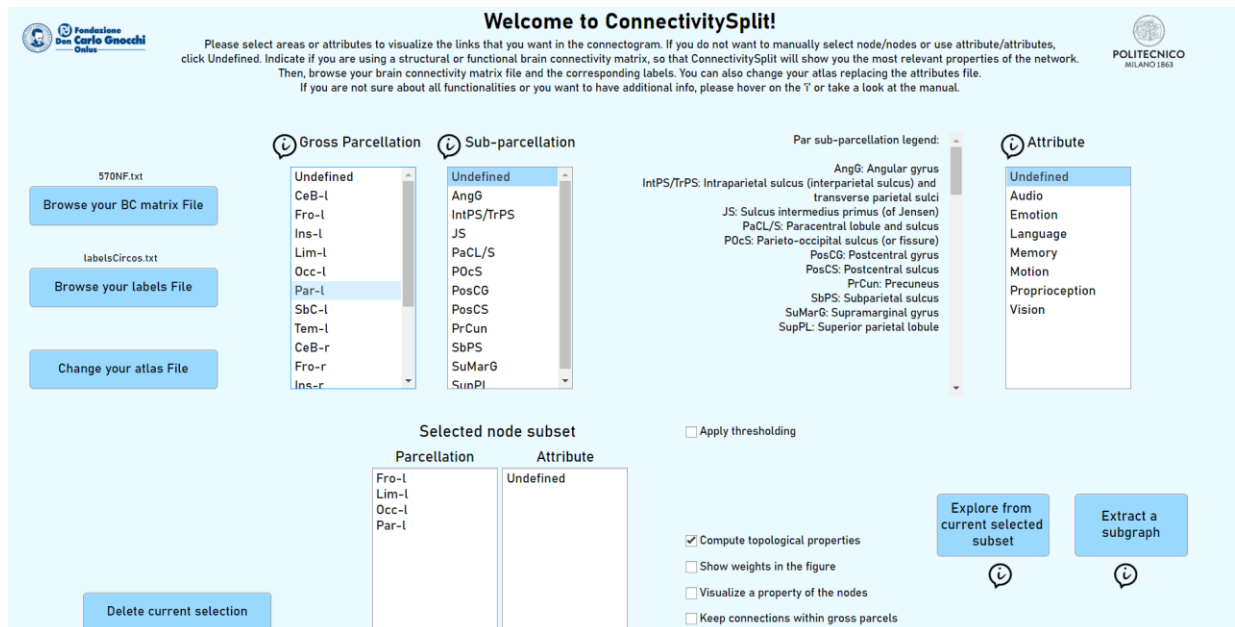 Fondazione
Don Carlo Gnocchi
Onlus
Welcome to ConnectivitySplit!
Please select areas or attributes to visualize the links that you want in the connectogram. If you do not want to manually select node/nodes or use attribute/attributes,
click Undefined. Indicate if you are using a structural or functional brain connectivity matrix, so that ConnectivitySplit will show you the most relevant properties of the network.
Then, browse your brain connectivity matrix file and the corresponding labels. You can also change your atlas replacing the attributes file.
If you are not sure about all functionalities or you want to have additional info, please hover on the 'i' or take a look at the manual.
POLITECNICO
MILANO 1863
570NF.txt
Browse your BC matrix File
labelsCircos.txt
Browse your labels File
Change your atlas File
i Gross Parcellation
Undefined
CeB-l
Fro-l
Ins-l
Lim-l
Occ-l
Par-l
SbC-l
Tem-l
CeB-r
Fro-r
Ins-r
i Sub-parcellation
Undefined
AngG
IntPS/TrPS
JS
PaCL/S
POcS
PosCG
PosCS
PrCun
SbPS
SuMarG
SupPL
Par sub-parcellation legend:
AngG: Angular gyrus
IntPS/TrPS: Intraparietal sulcus (interparietal sulcus) and
transverse parietal sulci
JS: Sulcus intermedius primus (of Jensen)
PaCL/S: Paracentral lobule and sulcus
POcS: Parieto-occipital sulcus (or fissure)
PosCG: Postcentral gyrus
PosCS: Postcentral sulcus
PrCun: Precuneus
SbPS: Subparietal sulcus
SuMarG: Supramarginal gyrus
SupPL: Superior parietal lobule
i Attribute
Undefined
Audio
Emotion
Language
Memory
Motion
Proprioception
Vision
Selected node subset
Parcellation
Fro-l
Lim-l
Occ-l
Par-l
Attribute
Undefined
Apply thresholding
Compute topological properties
Show weights in the figure
Visualize a property of the nodes
Keep connections within gross parcels
Explore from
current selected
subset
i
Extract a
subgraph
i
Delete current selection